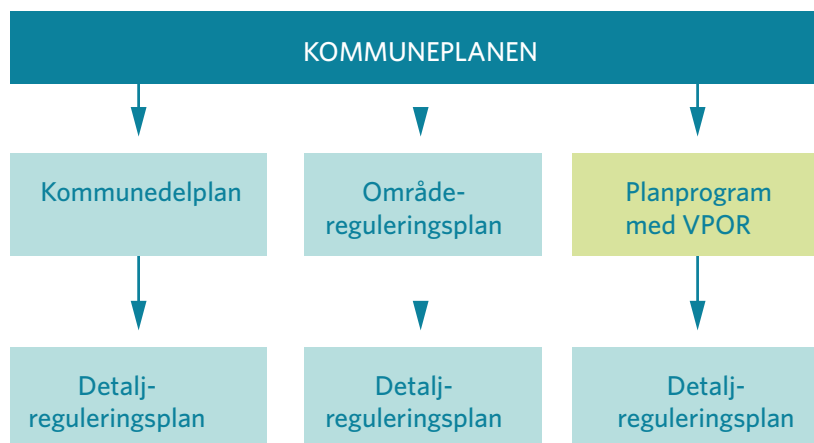 KOMMUNEPLANEN
Kommunedelplan
Område-
reguleringsplan
Planprogram
med VPOR
Detalj-
reguleringsplan
Detalj-
reguleringsplan
Detalj-
reguleringsplan